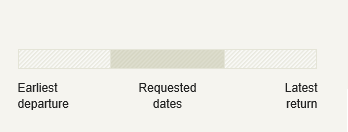 Earliest departure
Requested dates
Latest return